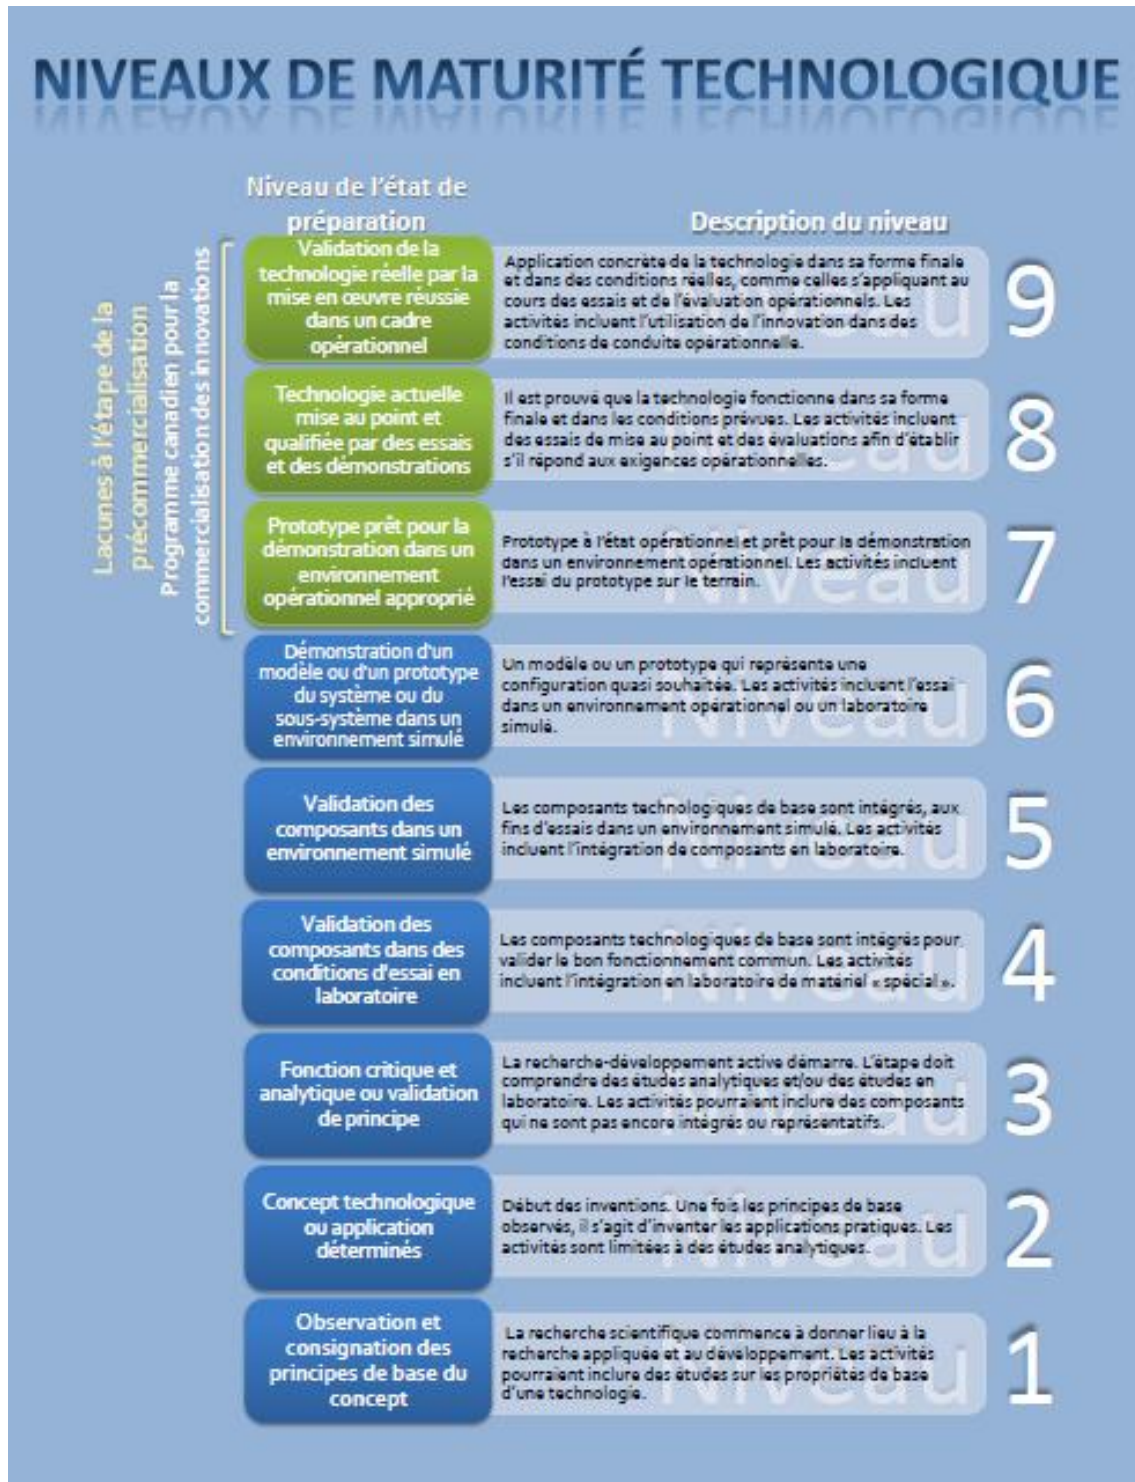 NIVEAUX DE MATURITÉ TECHNOLOGIQUE
Niveau de l'état de
préparation
Description du niveau
Lacunes à l'étape de la
précommercialisation
Programme canadien pour la
commercialisation des innovations
Validation de la
technologie réelle par la
mise en œuvre réussie
dans un cadre
opérationnel
Application concrète de la technologie dans sa forme finale
et dans des conditions réelles, comme celles s'appliquant au
cours des essais et de l'évaluation opérationnels. Les
activités incluent l'utilisation de l'innovation dans des
conditions de conduite opérationnelle.
Niveau
9
Technologie actuelle
mise au point et
qualifiée par des essais
et des démonstrations
Il est prouvé que la technologie fonctionne dans sa forme
finale et dans les conditions prévues. Les activités incluent
des essais de mise au point et des évaluations afin d'établir
s'il répond aux exigences opérationnelles.
Niveau
8
Prototype prêt pour la
démonstration dans un
environnement
opérationnel approprié
Prototype à l'état opérationnel et prêt pour la démonstration
dans un environnement opérationnel. Les activités incluent
l'essai du prototype sur le terrain.
Niveau
7
Démonstration d'un
modèle ou d'un prototype
du système ou du
sous-système dans un
environnement simulé
Un modèle ou un prototype qui représente une
configuration quasi souhaitée. Les activités incluent l'essai
dans un environnement opérationnel ou un laboratoire
simulé.
Niveau
6
Validation des
composants dans un
environnement simulé
Les composants technologiques de base sont intégrés, aux
fins d'essais dans un environnement simulé. Les activités
incluent l'intégration de composants en laboratoire.
Niveau
5
Validation des
composants dans des
conditions d'essai en
laboratoire
Les composants technologiques de base sont intégrés pour
valider le bon fonctionnement commun. Les activités
incluent l'intégration en laboratoire de matériel « spécial ».
Niveau
4
Fonction critique et
analytique ou validation
de principe
La recherche-développement active démarre. L'étape doit
comprendre des études analytiques et/ou des études en
laboratoire. Les activités pourraient inclure des composants
qui ne sont pas encore intégrés ou représentatifs.
Niveau
3
Concept technologique
ou application
déterminés
Début des inventions. Une fois les principes de base
observés, il s'agit d'inventer les applications pratiques. Les
activités sont limitées à des études analytiques.
Niveau
2
Observation et
consignation des
principes de base du
concept
La recherche scientifique commence à donner lieu à la
recherche appliquée et au développement. Les activités
pourraient inclure des études sur les propriétés de base
d'une technologie.
Niveau
1